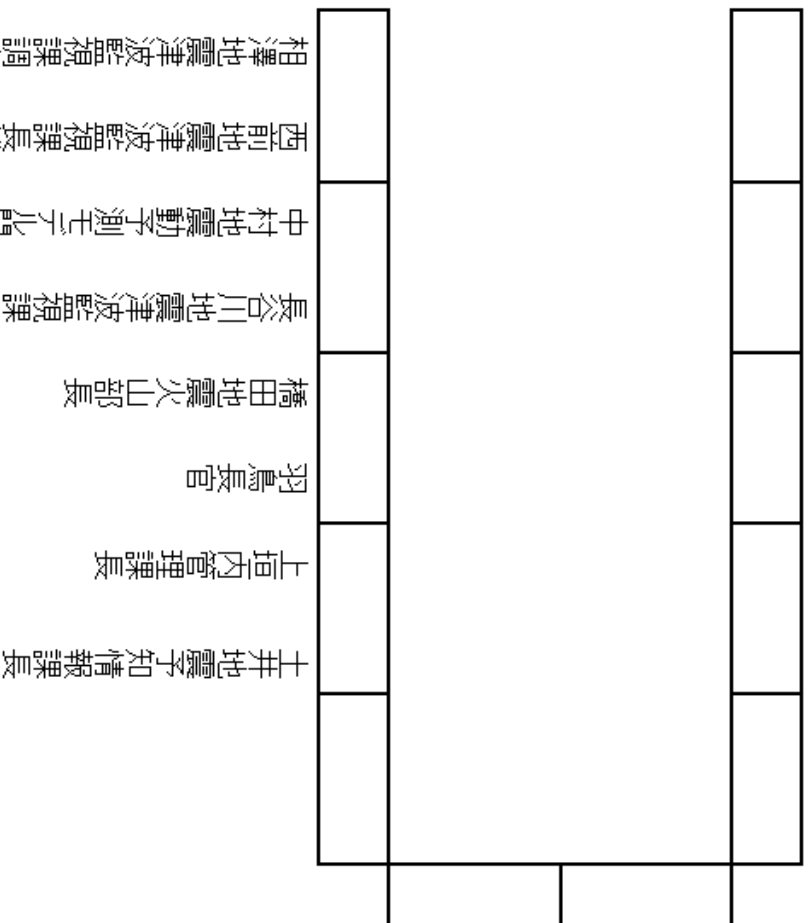 相澤地震津波監視課調
西前地震津波監視課長
中村地震動予測モデル開
長谷川地震津波監視課
橋田地震火山部長
羽鳥長官
上垣内管理課長
土井地震予知情報課長